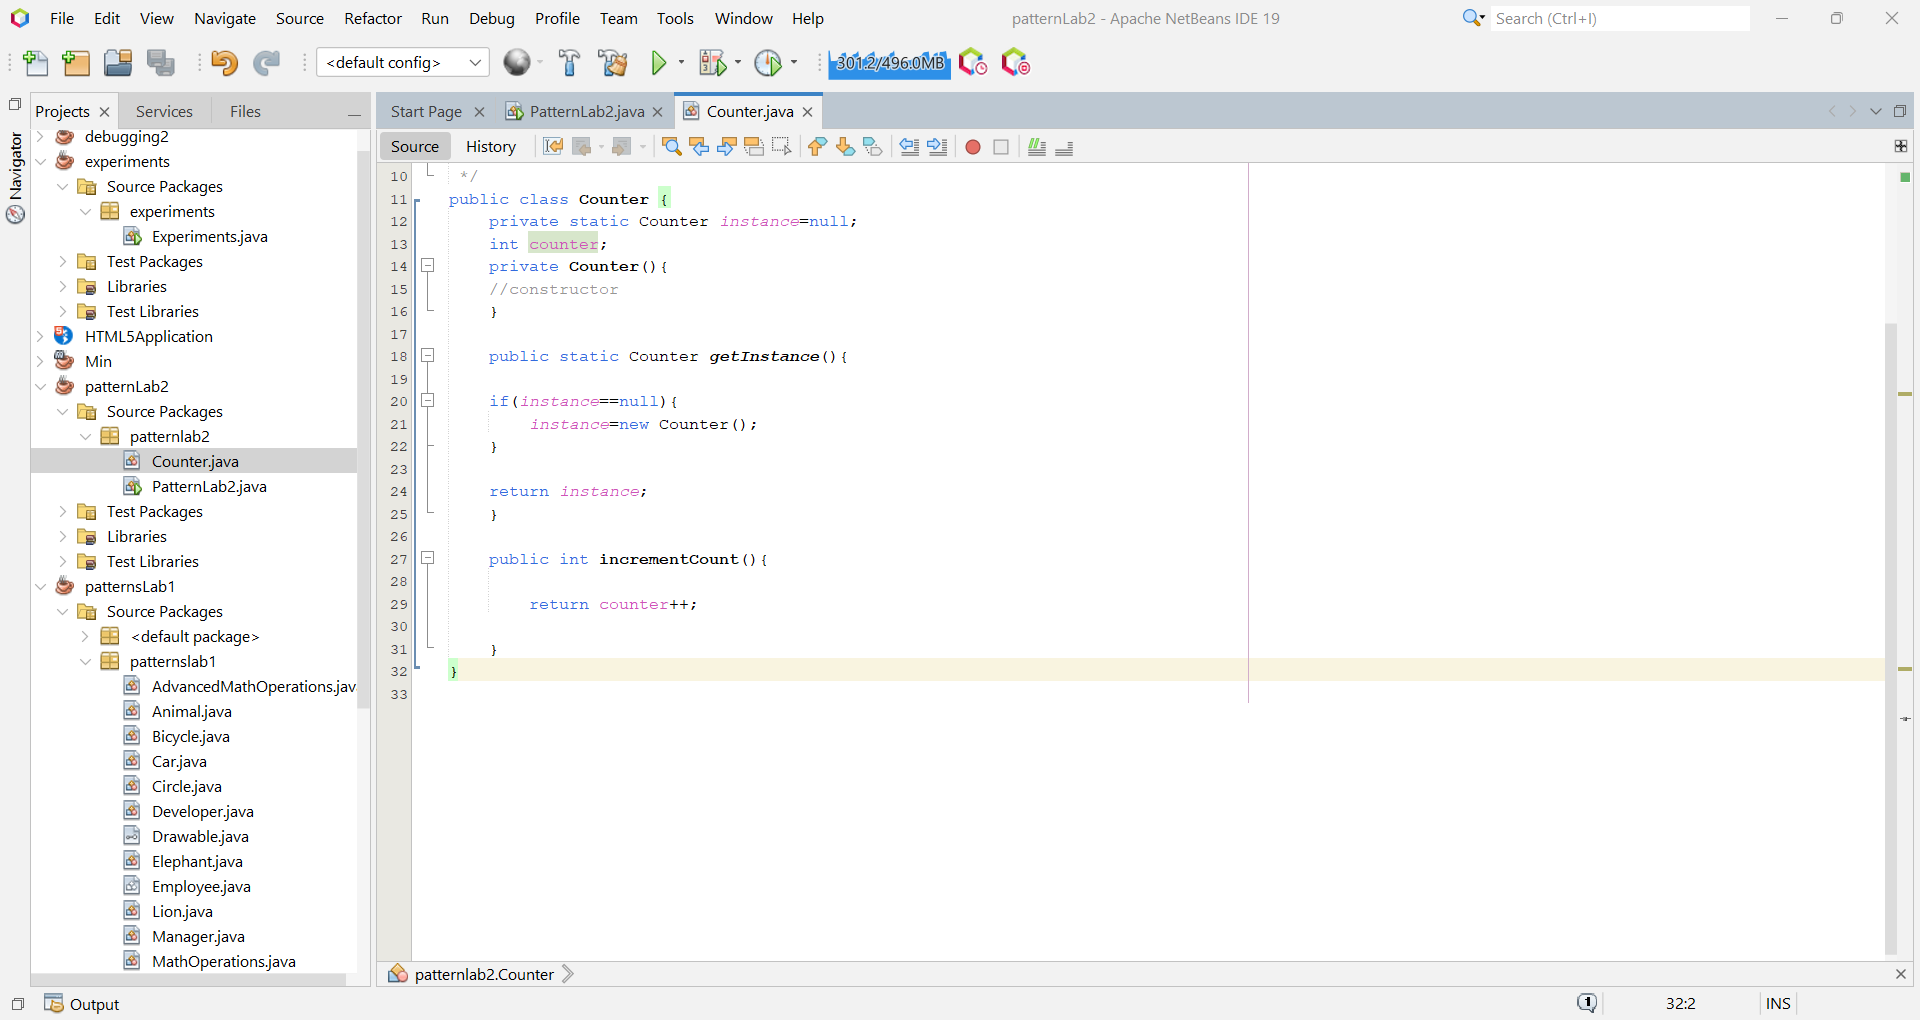 File Edit View Navigate Source Refactor Run Debug Profile Team Tools Window Help
patternLab2 - Apache NetBeans IDE 19
Search (Ctrl+I)
<default config>
301.2/496.0MB
Navigator
Projects Services Files
debugging2
experiments
Source Packages
experiments
Experiments.java
Test Packages
Libraries
Test Libraries
HTML5Application
Min
patternLab2
Source Packages
patternlab2
Counter.java
PatternLab2.java
Test Packages
Libraries
Test Libraries
patternsLab1
Source Packages
<default package>
patternslab1
AdvancedMathOperations.jav
Animal.java
Bicycle.java
Car.java
Circle.java
Developer.java
Drawable.java
Elephant.java
Employee.java
Lion.java
Manager.java
MathOperations.java
Start Page PatternLab2.java Counter.java
Source History
10 */
11 public class Counter {
12 private static Counter instance=null;
13 int counter;
14 private Counter(){
15 //constructor
16 }
17
18 public static Counter getInstance(){
19
20 if(instance==null){
21 instance=new Counter();
22 }
23
24 return instance;
25 }
26
27 public int incrementCount(){
28
29 return counter++;
30
31 }
32 }
33
patternlab2.Counter
Output
1
32:2
INS